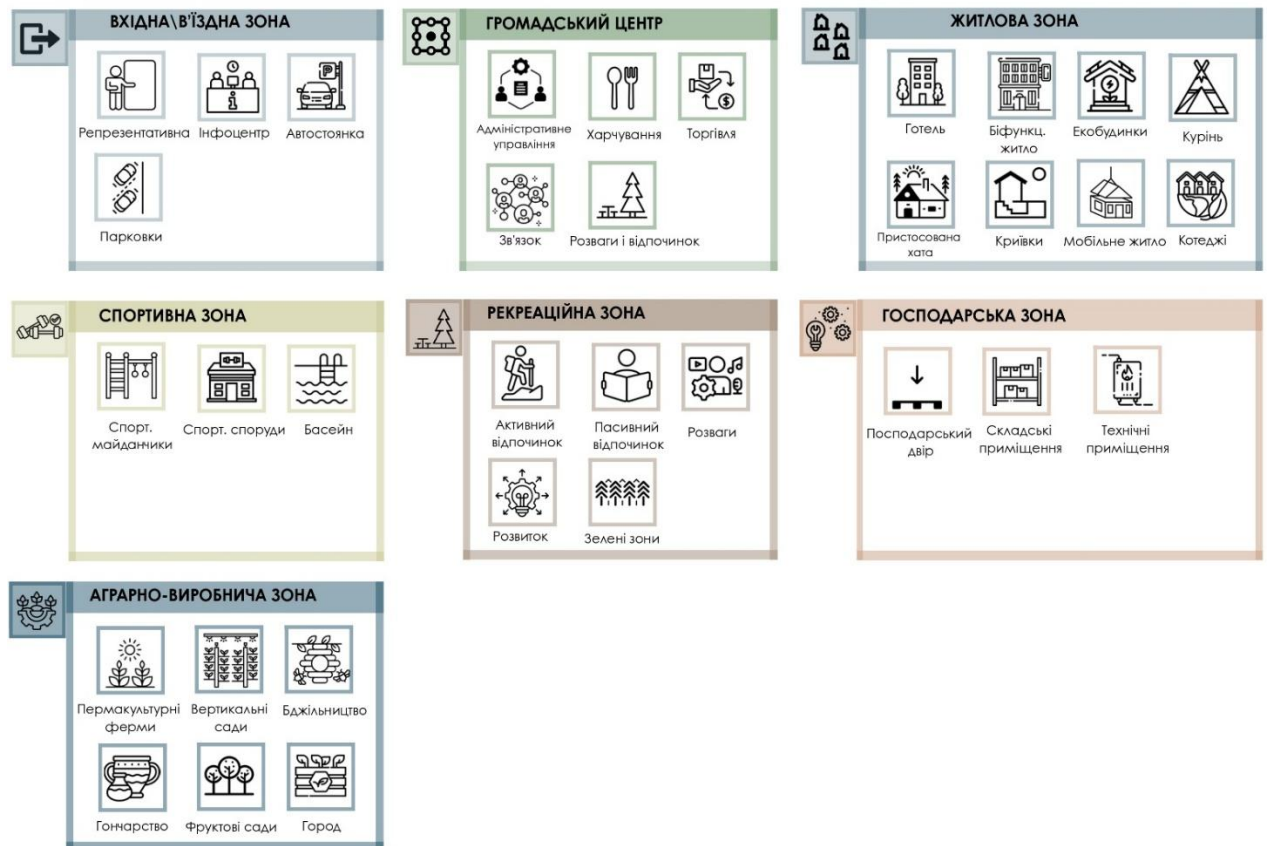 ВХІДНА\В'ЇЗДНА ЗОНА
Репрезентативна Інфоцентр Автостоянка
Парковки
ГРОМАДСЬКИЙ ЦЕНТР
Адміністративне
управління
Харчування
Торгівля
Зв'язок
Розваги і відпочинок
ЖИТЛОВА ЗОНА
Готель
Біфункц.
житло
Екобудинки
Курінь
Пристосована
хата
Криївки
Мобільне житло
Котеджі
СПОРТИВНА ЗОНА
Спорт.
майданчики
Спорт. споруди
Басейн
РЕКРЕАЦІЙНА ЗОНА
Активний
відпочинок
Пасивний
відпочинок
Розваги
Розвиток
Зелені зони
ГОСПОДАРСЬКА ЗОНА
Посподарський
двір
Складські
приміщення
Технічні
приміщення
АГРАРНО-ВИРОБНИЧА ЗОНА
Пермакультурні
ферми
Вертикальні
сади
Бджільництво
Гончарство
Фруктові сади
Город